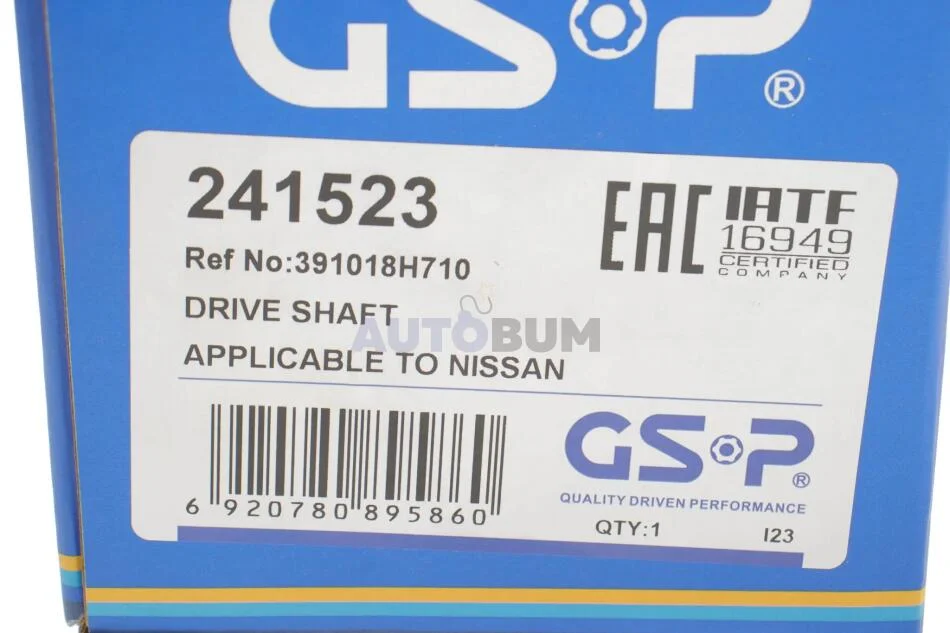 GSP®
241523
Ref No:391018H710
DRIVE SHAFT
APPLICABLE TO NISSAN
EAC
IATF
16949
CERTIFIED
COMPANY
AUTOBUM
6 920780 895860
GSP®
QUALITY DRIVEN PERFORMANCE
QTY:1
I23